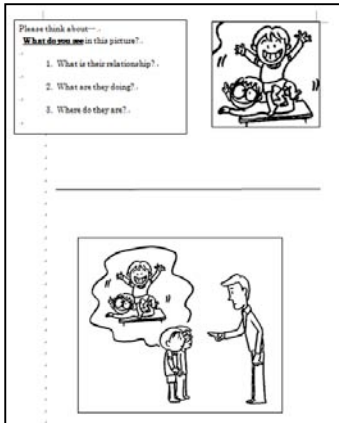 Please think about….
What do you see in this picture?.
1. What is their relationship?.
2. What are they doing?.
3. Where do they are?.